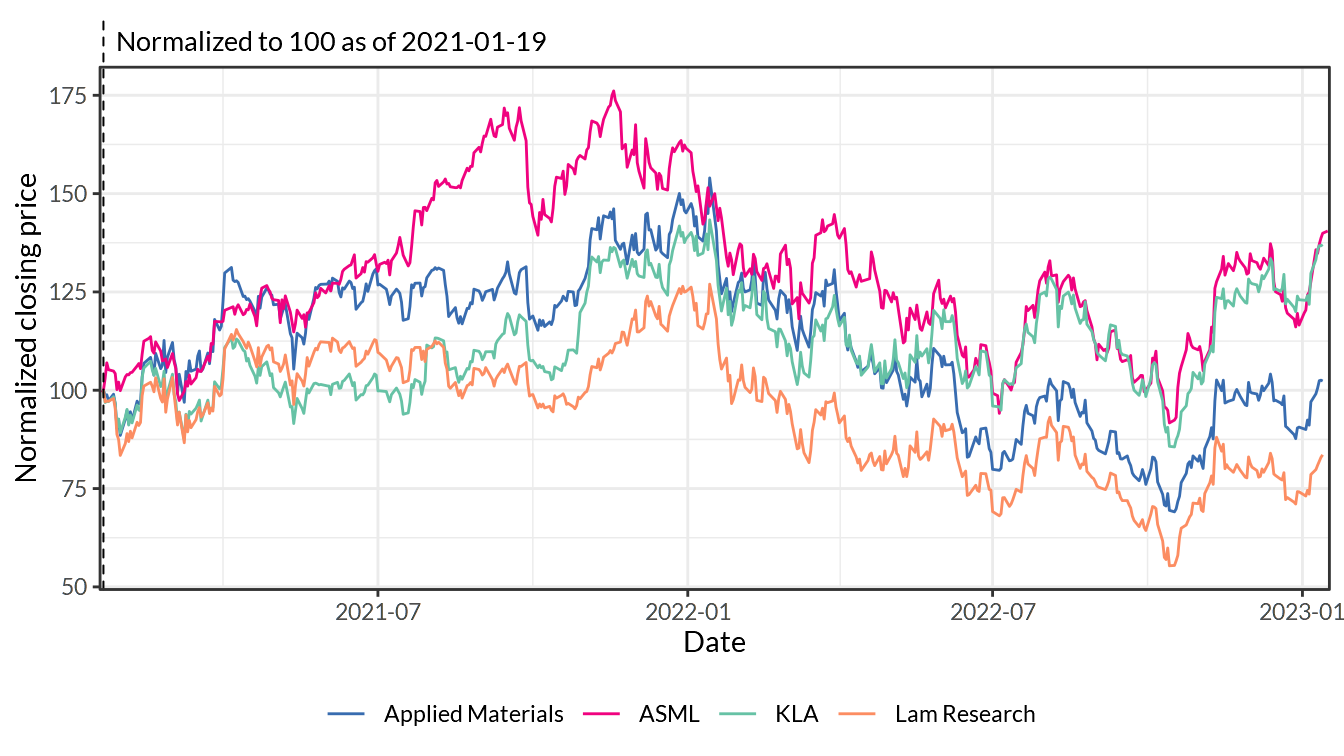 Normalized to 100 as of 2021-01-19
Normalized closing price
175
150
125
100
75
50
2021-07
2022-01
2022-07
2023-01
Date
Applied Materials
ASML
KLA
Lam Research